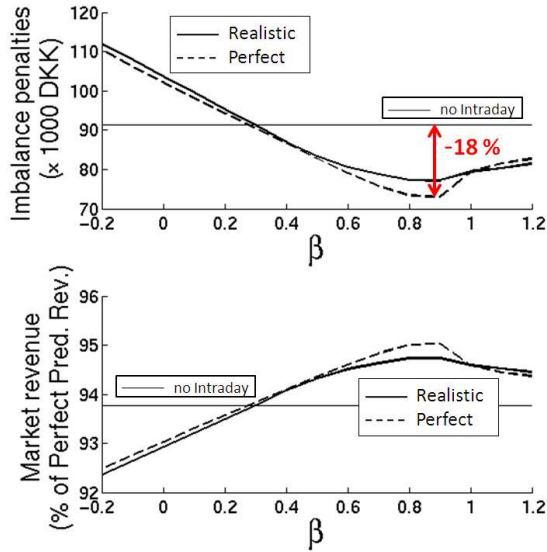 120
110
100
90
80
70
Imbalance penalties
(x 1000 DKK)
Realistic
Perfect
no Intraday
-18 %
-0.2
0
0.2
0.4
0.6
0.8
1
1.2
β
96
95
94
93
92
Market revenue
(% of Perfect Pred. Rev.)
no Intraday
Realistic
Perfect
-0.2
0
0.2
0.4
0.6
0.8
1
1.2
β